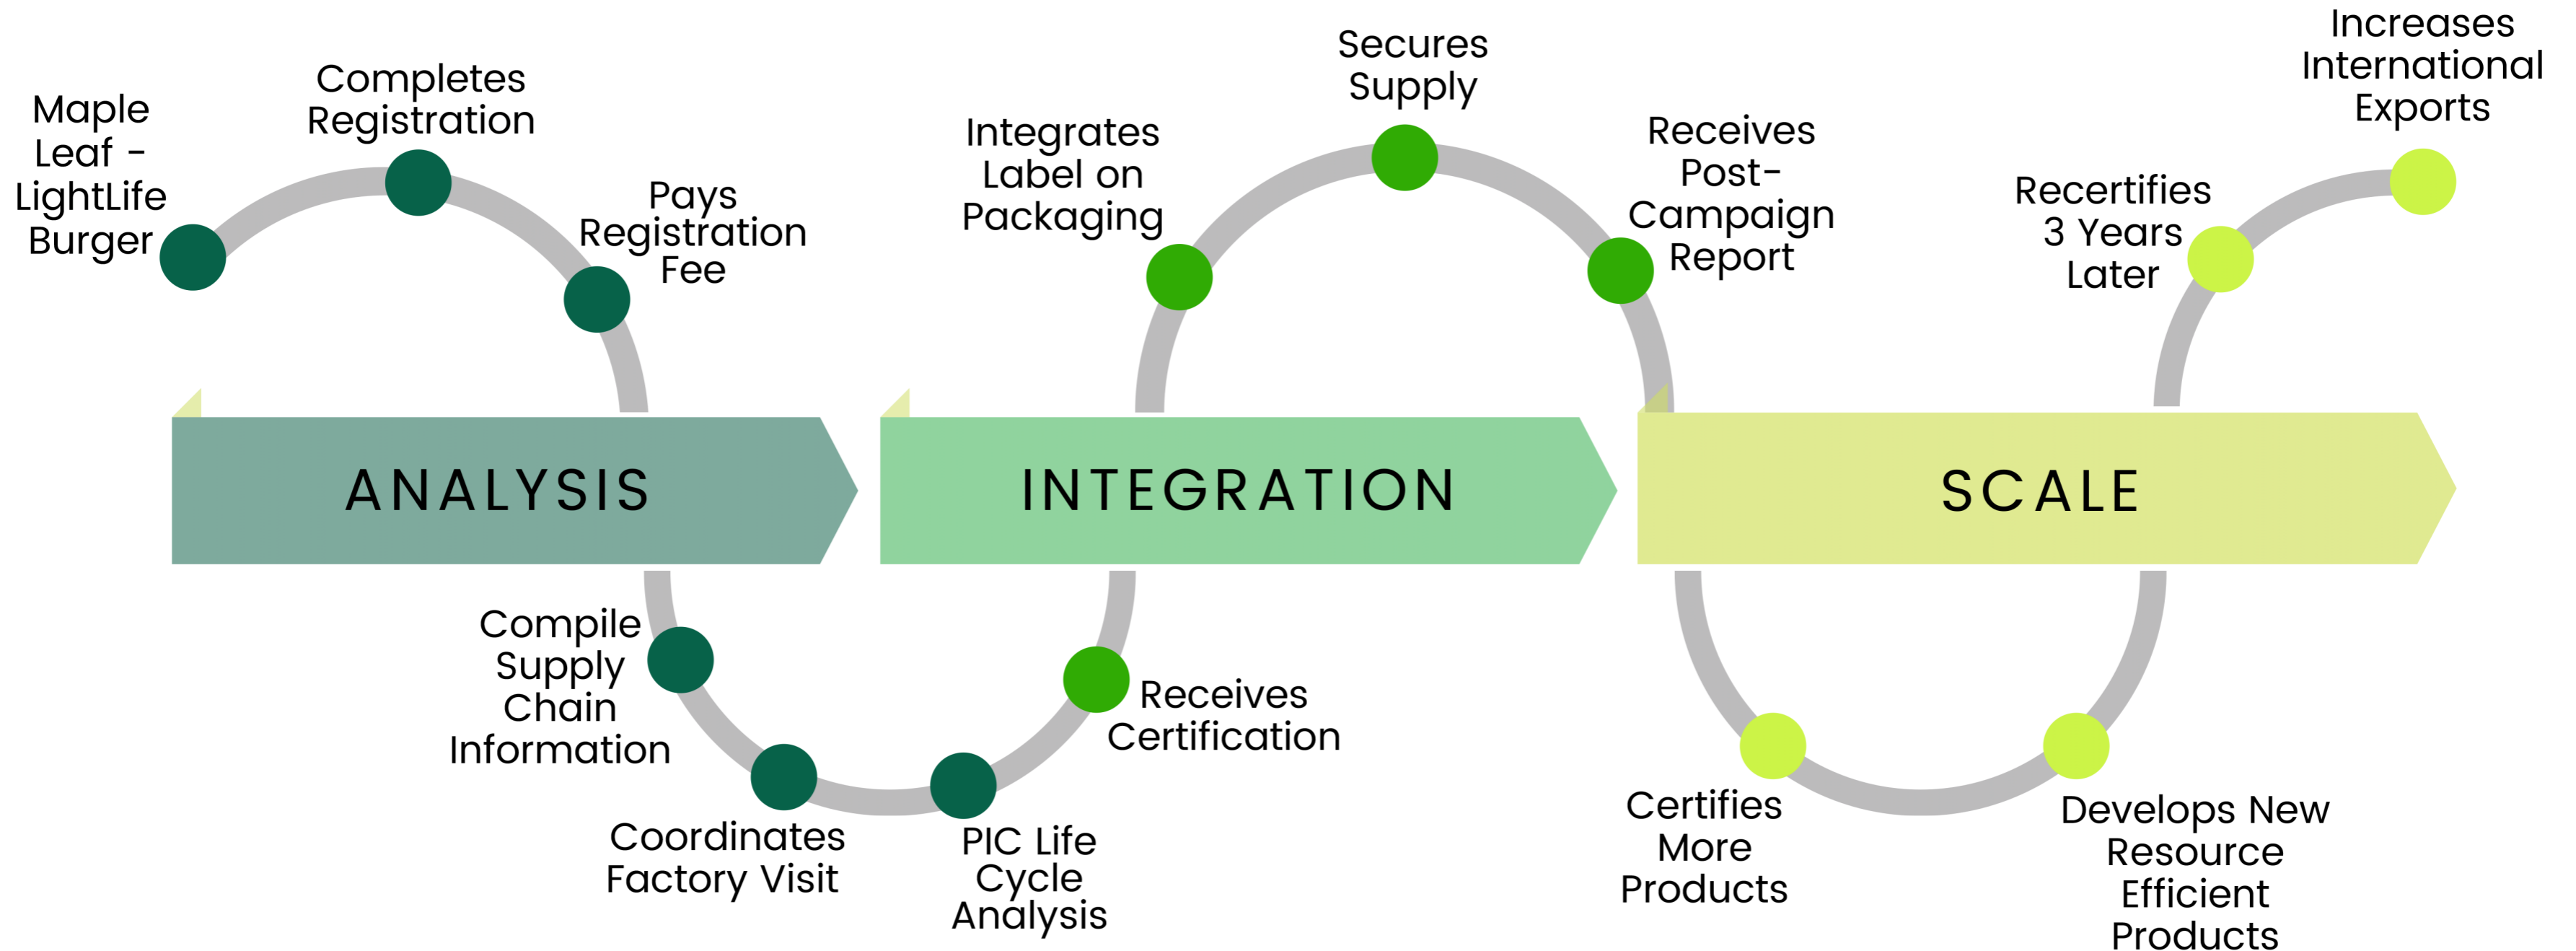 Maple
Leaf -
LightLife
Burger
Completes
Registration
Pays
Registration
Fee
ANALYSIS
Compile
Supply
Chain
Information
Coordinates
Factory Visit
PIC Life
Cycle
Analysis
Receives
Certification
Integrates
Label on
Packaging
Secures
Supply
Receives
Post-
Campaign
Report
INTEGRATION
SCALE
Certifies
More
Products
Develops New
Resource
Efficient
Products
Recertifies
3 Years
Later
Increases
International
Exports